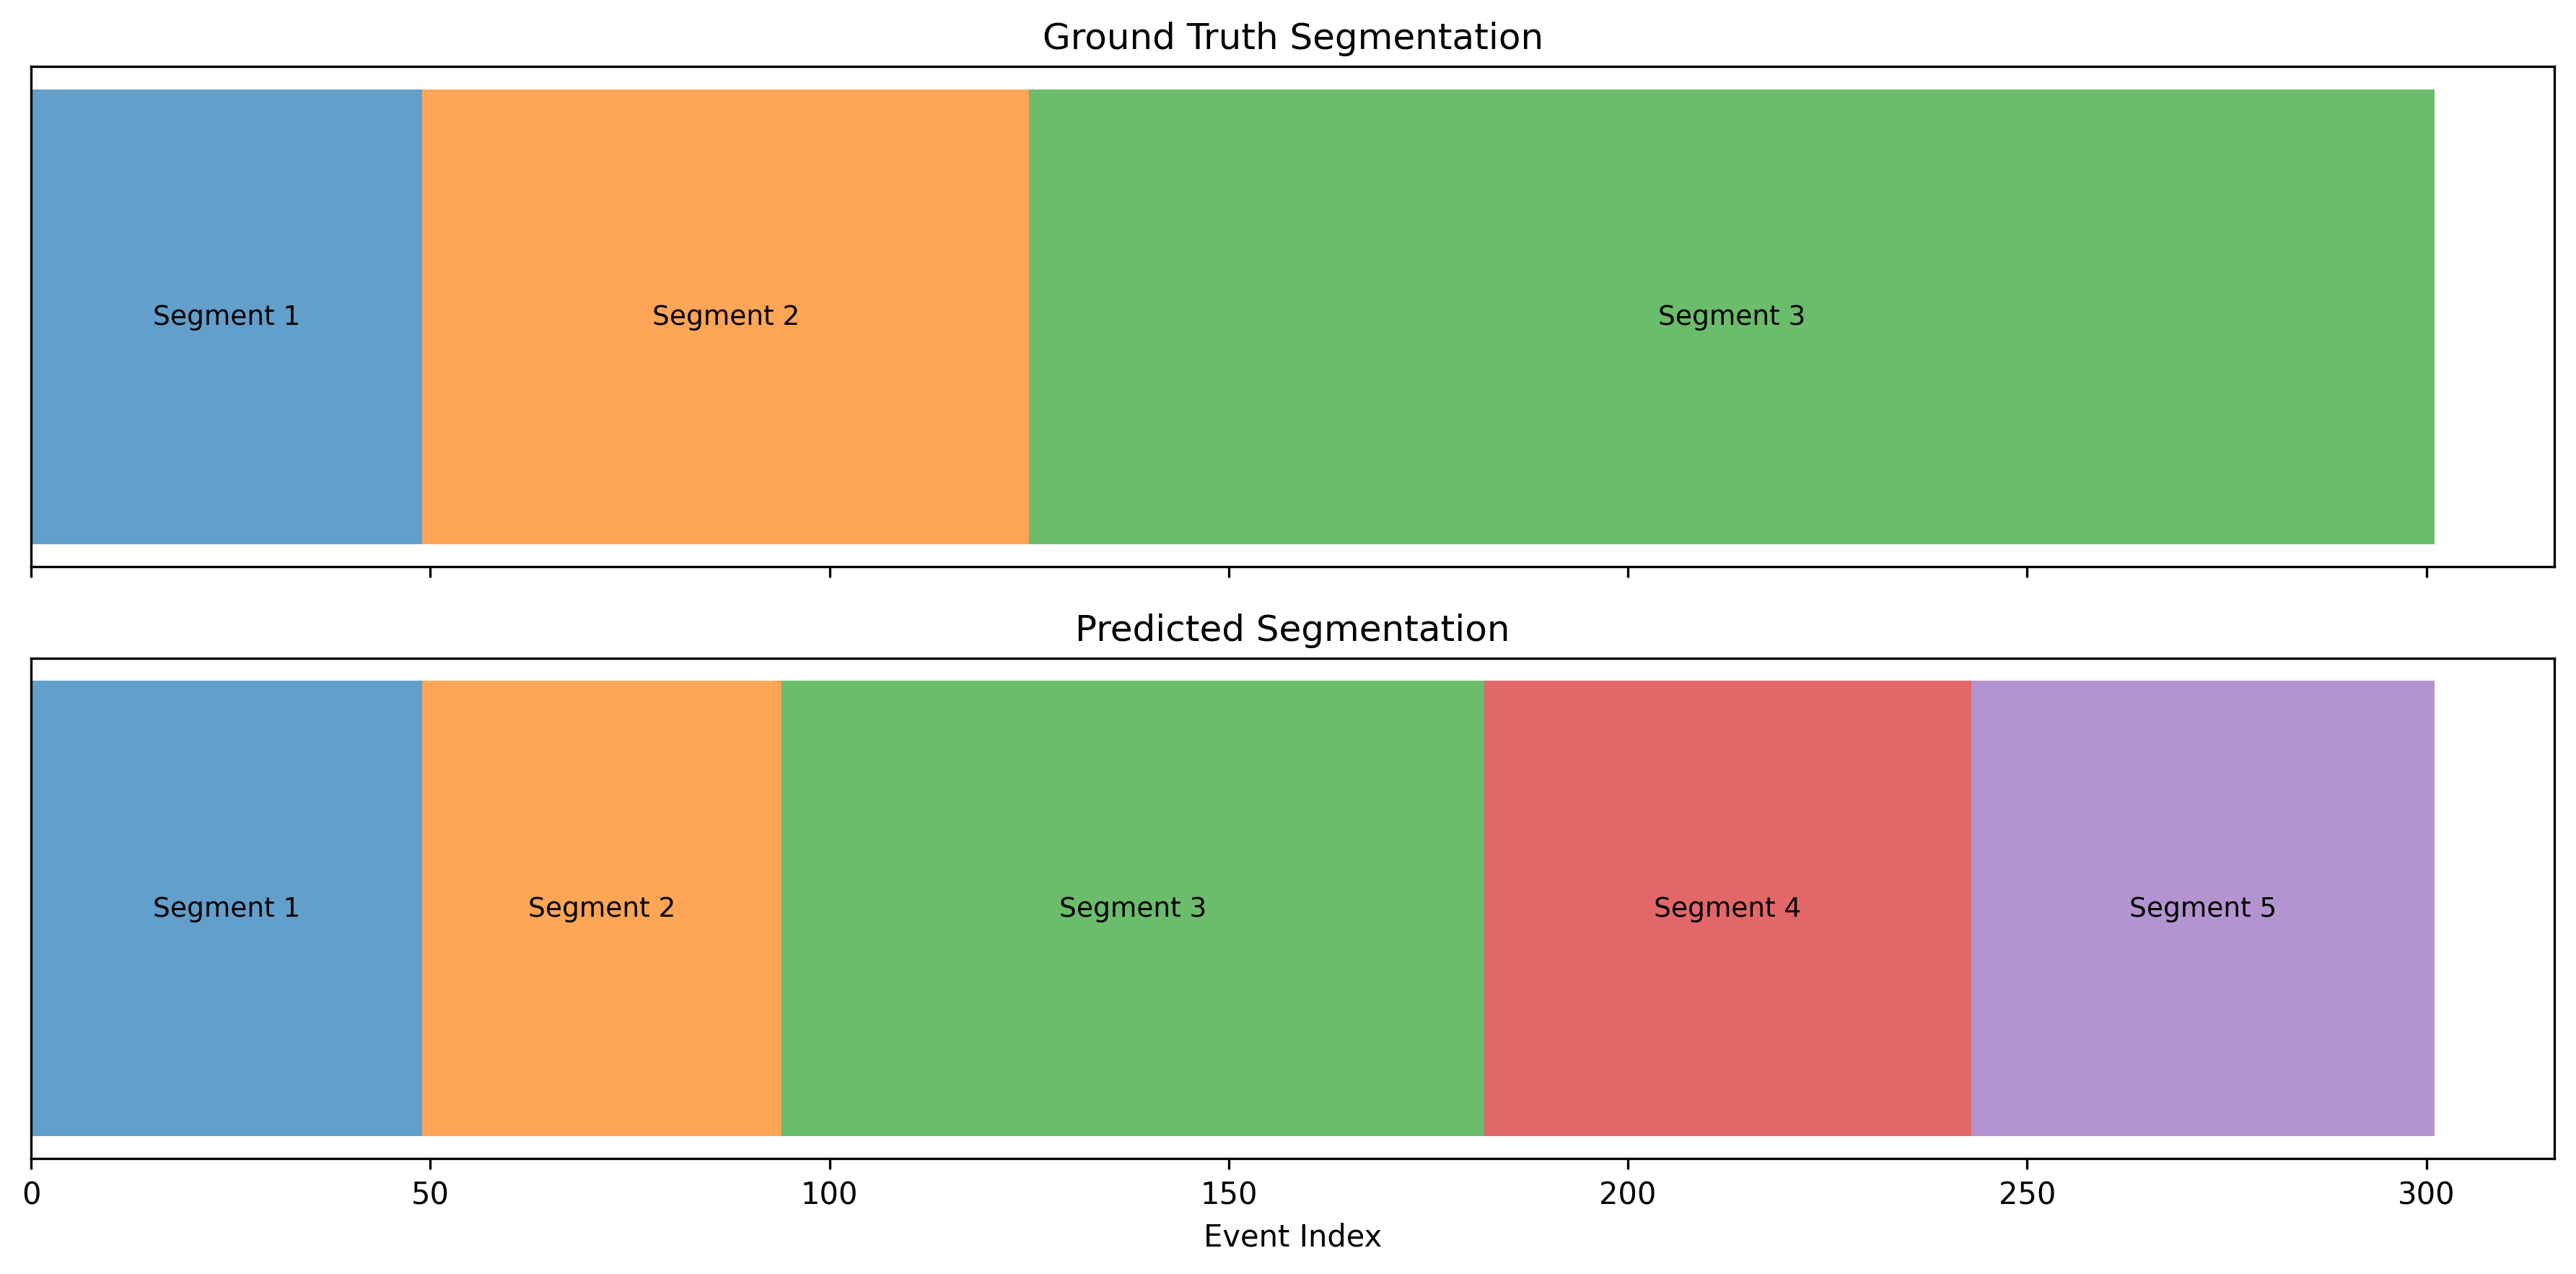 Ground Truth Segmentation
Segment 1 Segment 2 Segment 3
Predicted Segmentation
Segment 1 Segment 2 Segment 3 Segment 4 Segment 5
0 50 100 150 200 250 300
Event Index